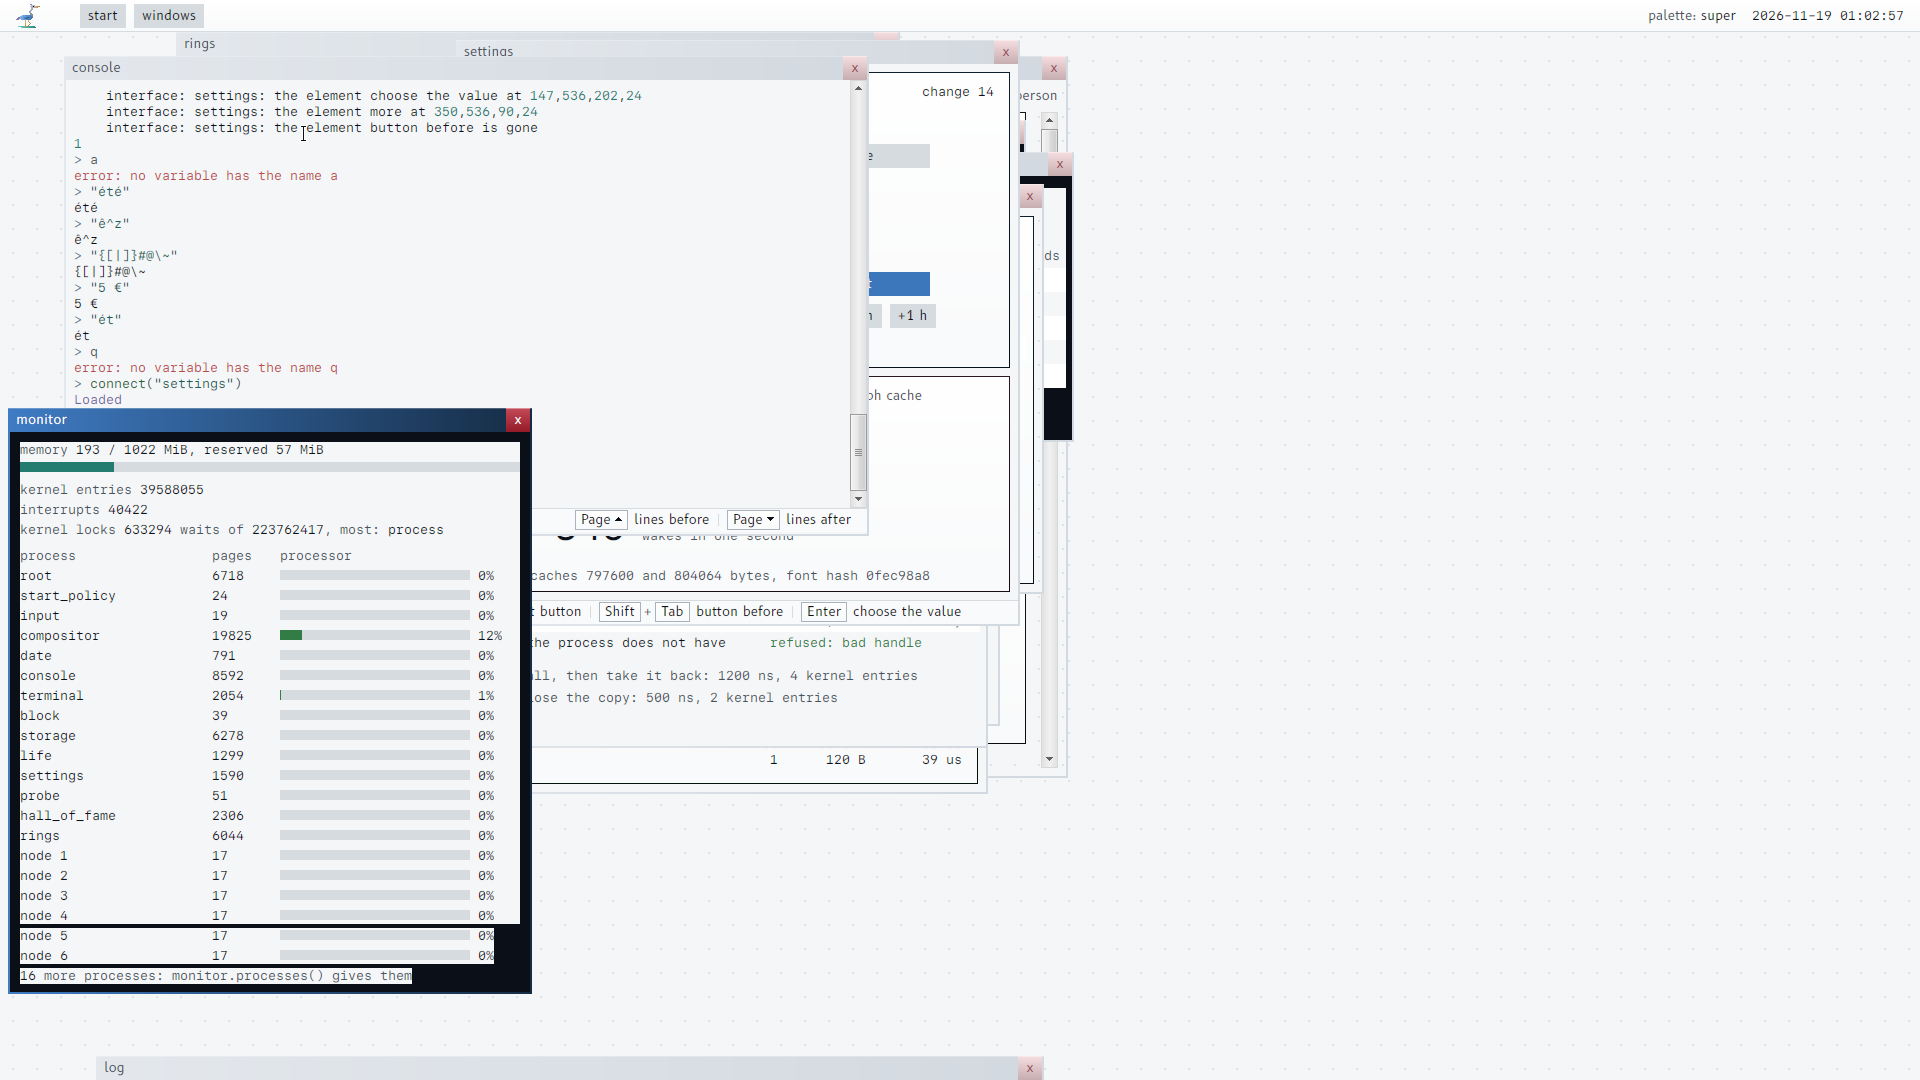 start windows palette: super 2026-11-19 01:02:57
rings
settings x
console x x
interface: settings: the element choose the value at 147,536,202,24
interface: settings: the element more at 350,536,90,24
interface: settings: the element button before is gone
1
> a
error: no variable has the name a
> "été"
été
> "ê^z"
ê^z
> "{[|]}#@\~"
{[|]}#@\~
> "5 €"
5 €
> "ét"
ét
> q
error: no variable has the name q
> connect("settings")
Loaded
Page lines before Page lines after
change 14
+1 h
ph cache
wakes in one second
caches 797600 and 804064 bytes, font hash 0fec98a8
button Shift + Tab button before Enter choose the value
x
x
the process does not have refused: bad handle
all, then take it back: 1200 ns, 4 kernel entries
lose the copy: 500 ns, 2 kernel entries
1 120 B 39 us
monitor x
memory 193 / 1022 MiB, reserved 57 MiB
kernel entries 39588055
interrupts 40422
kernel locks 633294 waits of 223762417, most: process
process pages processor
root 6718 0%
start_policy 24 0%
input 19 0%
compositor 19825 12%
date 791 0%
console 8592 0%
terminal 2054 1%
block 39 0%
storage 6278 0%
life 1299 0%
settings 1590 0%
probe 51 0%
hall_of_fame 2306 0%
rings 6044 0%
node 1 17 0%
node 2 17 0%
node 3 17 0%
node 4 17 0%
node 5 17 0%
node 6 17 0%
16 more processes: monitor.processes() gives them
log x